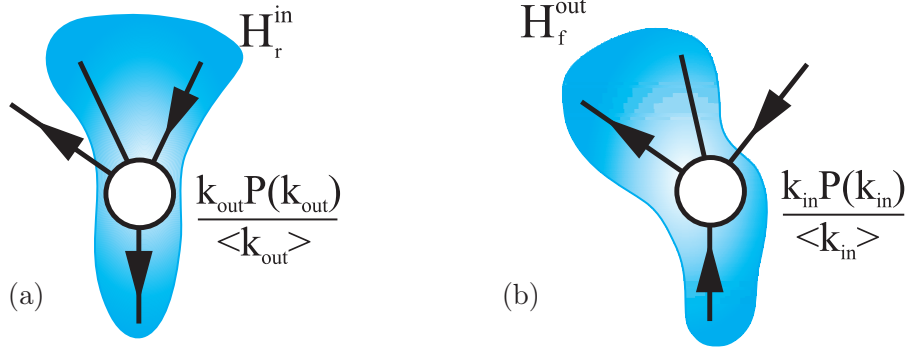 H_r^in
k_out P(k_out)
<k_out>
(a)
H_f^out
k_in P(k_in)
<k_in>
(b)